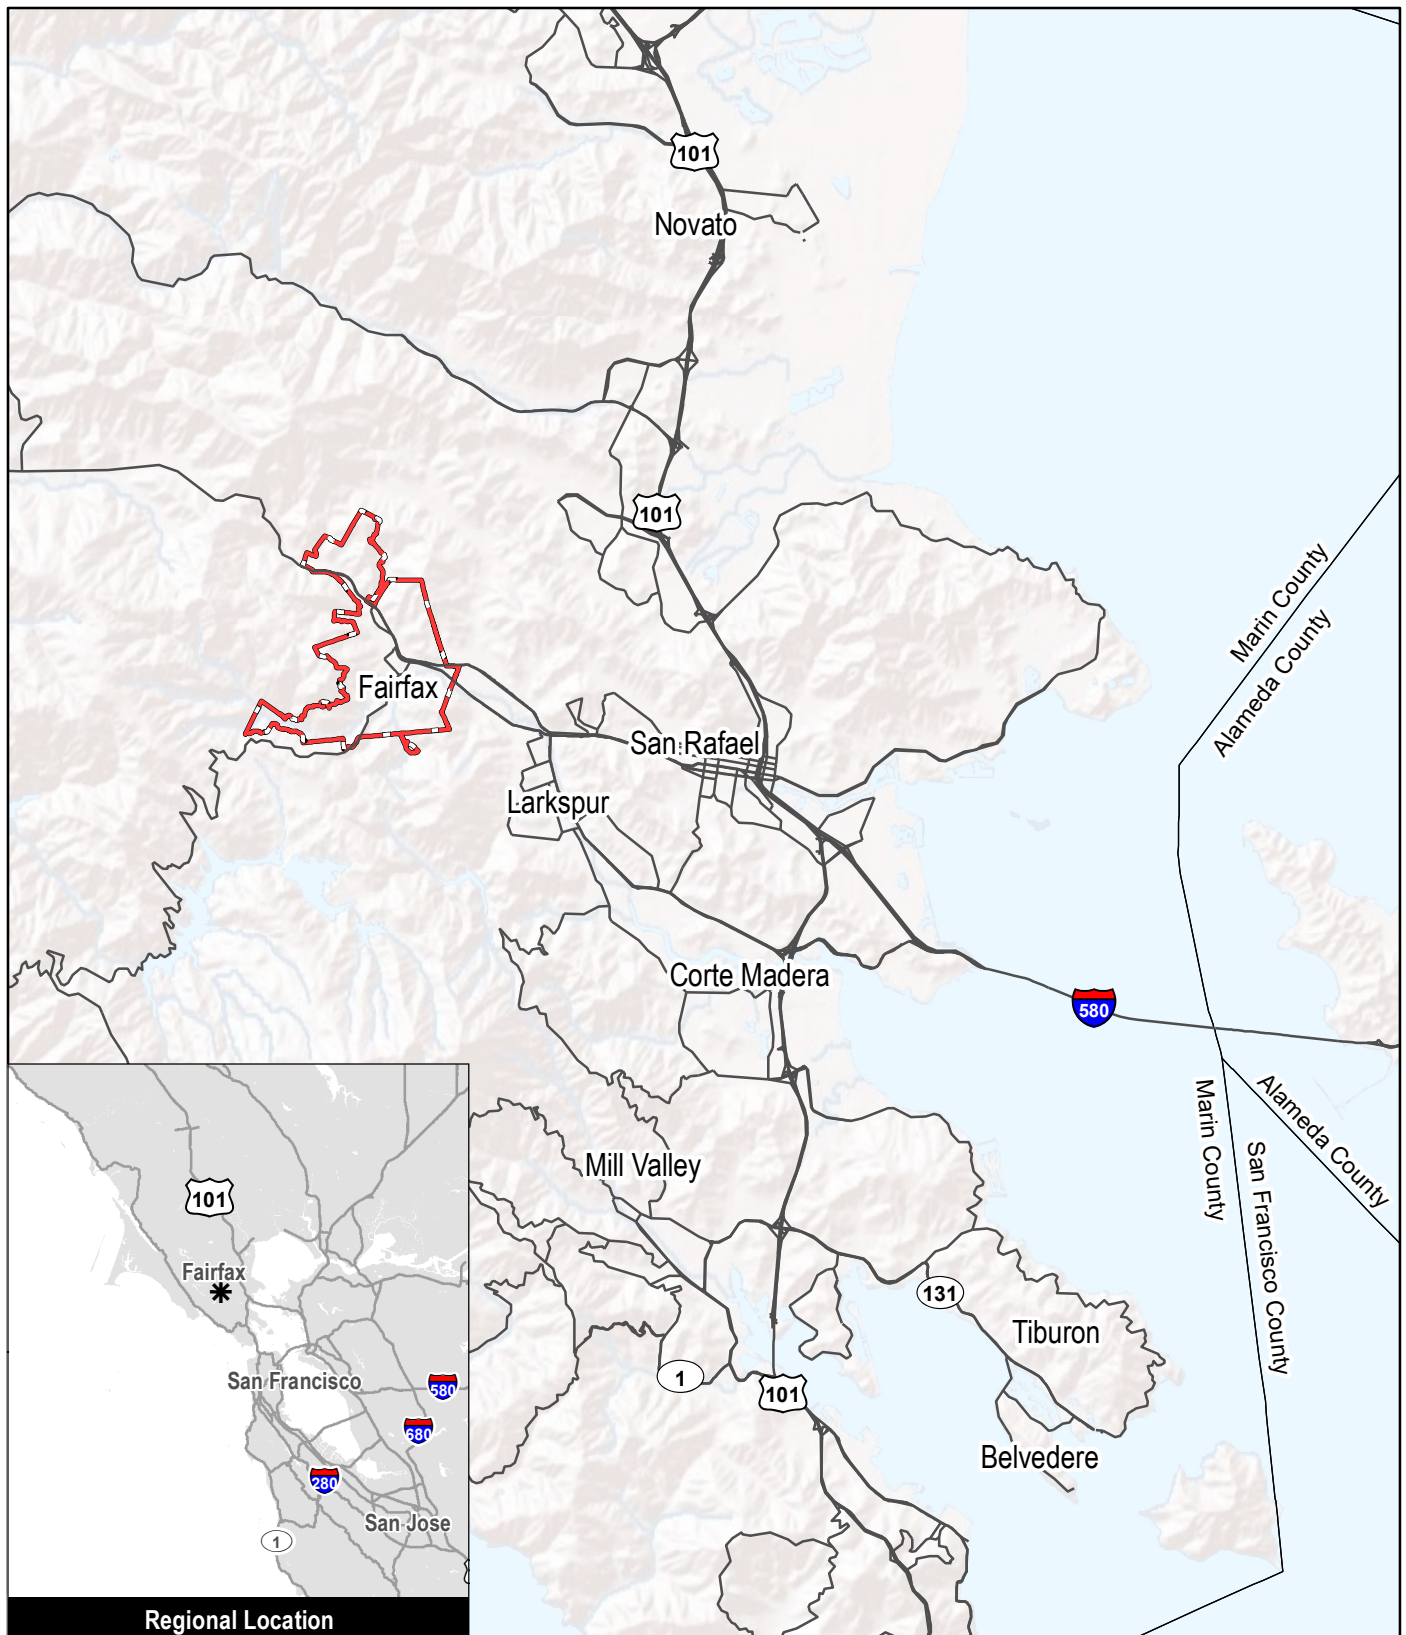 101
Novato
101
Marin County
Alameda County
Fairfax
San Rafael
Larkspur
Corte Madera
580
Marin County
Alameda County
San Francisco County
Mill Valley
131
Tiburon
1
101
Belvedere
101
Fairfax
San Francisco
580
680
280
San Jose
1
Regional Location